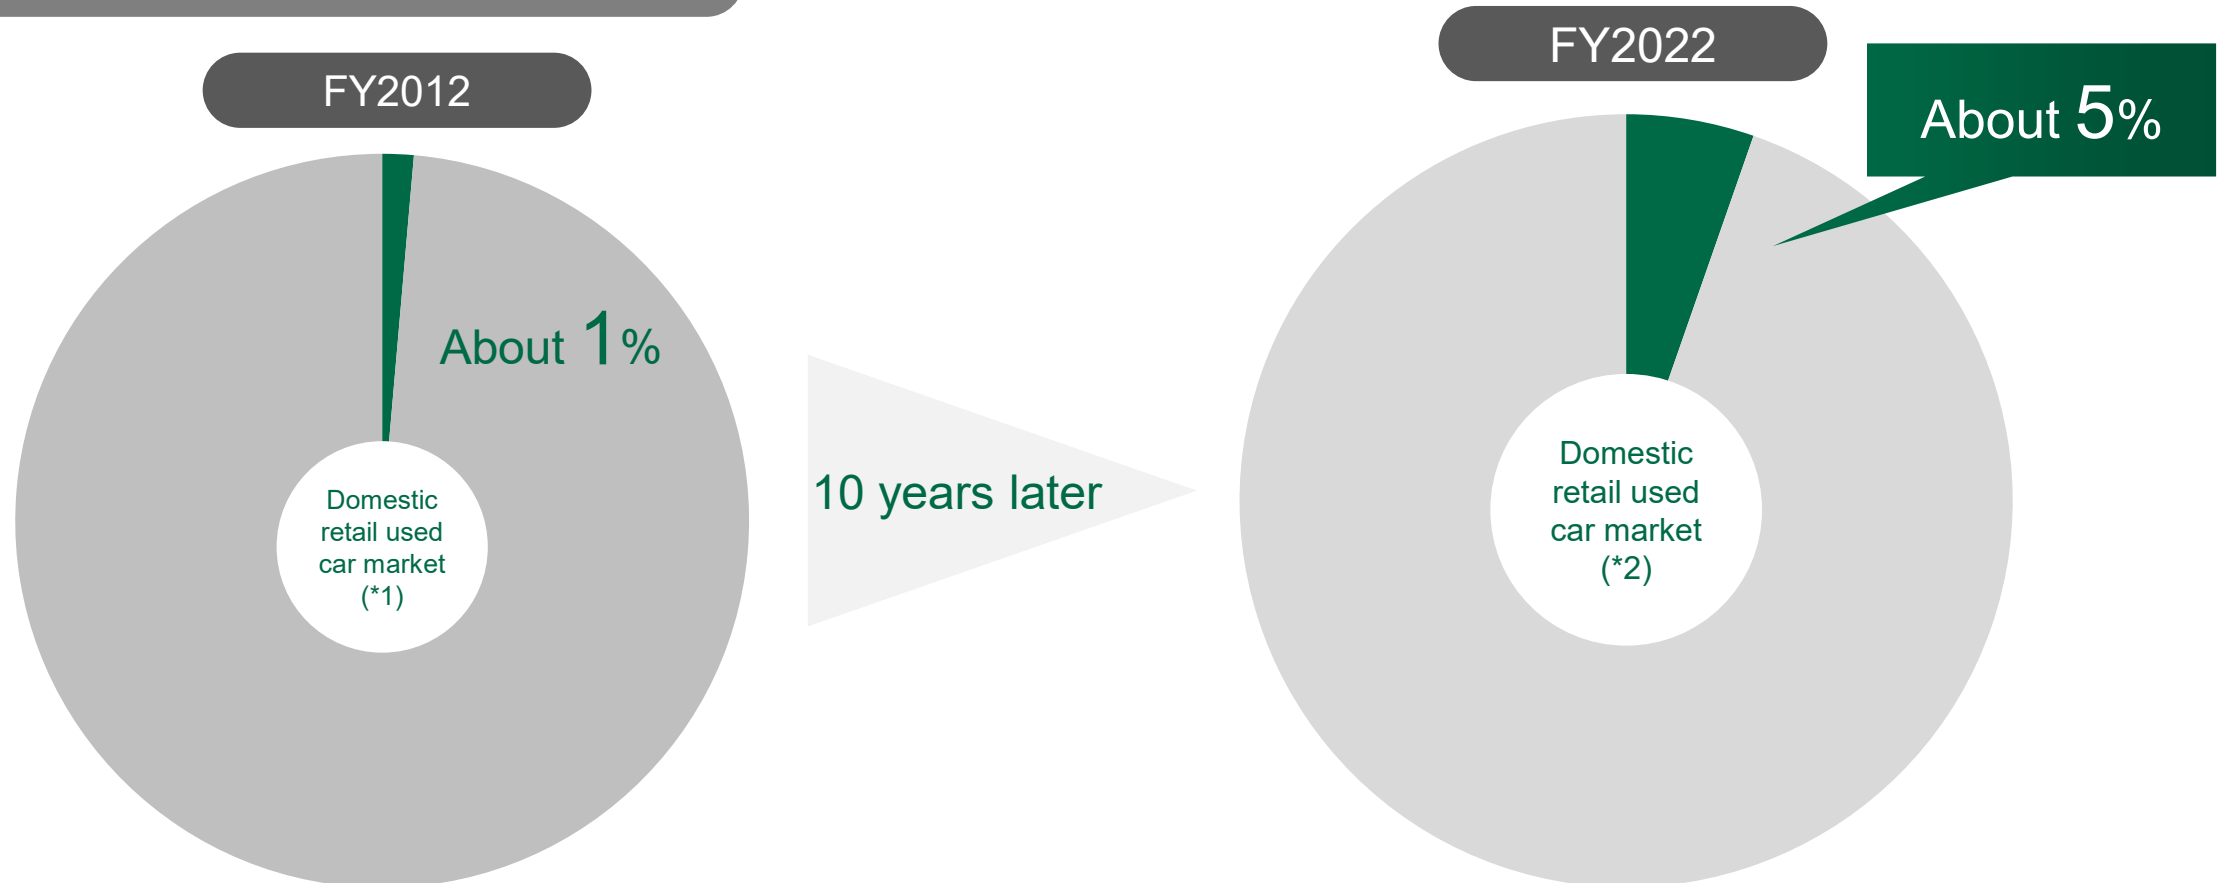 FY2012
About 1%
Domestic
retail used
car market
(*1)
10 years later
FY2022
About 5%
Domestic
retail used
car market
(*2)